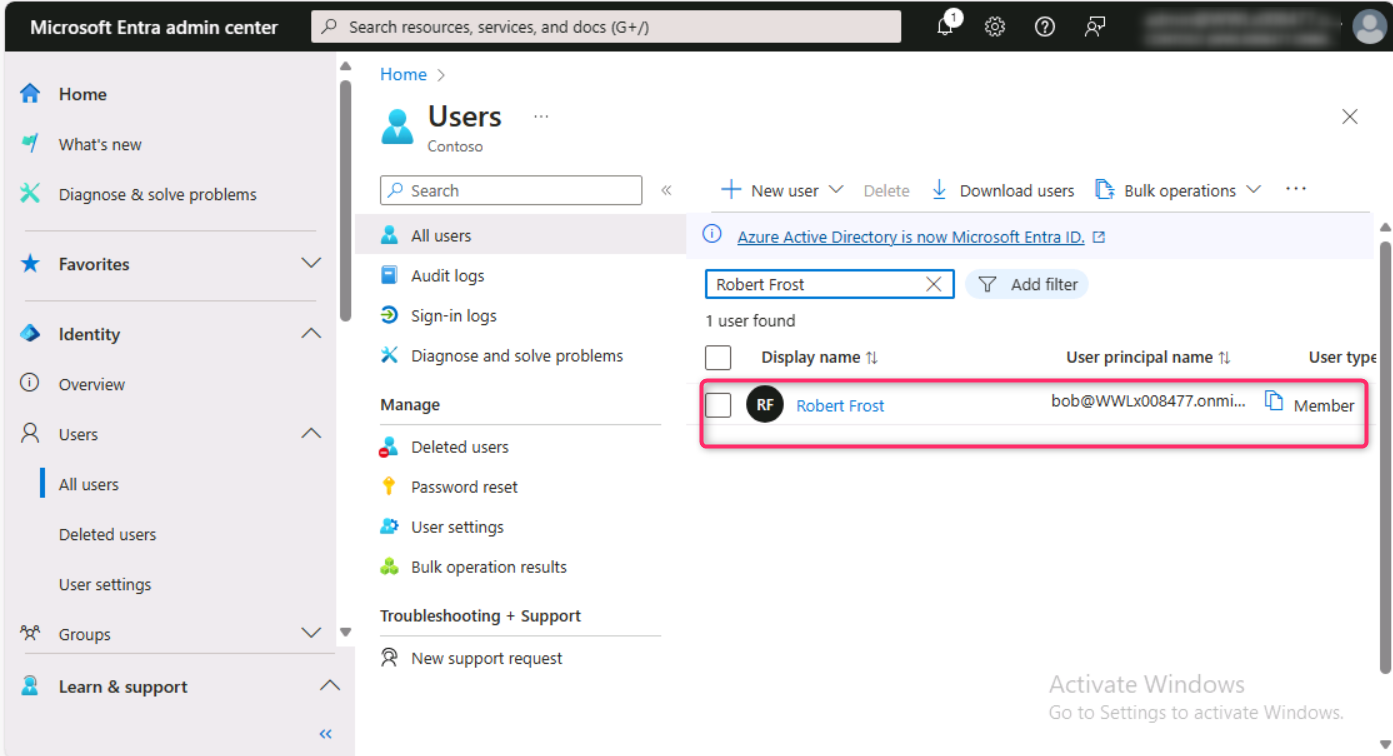 Microsoft Entra admin center
Search resources, services, and docs (G+/)
1
Home
What's new
Diagnose & solve problems
Favorites
Identity
Overview
Users
All users
Deleted users
User settings
Groups
Learn & support
Home
Users
...
Contoso
Search
All users
Audit logs
Sign-in logs
Diagnose and solve problems
Manage
Deleted users
Password reset
User settings
Bulk operation results
Troubleshooting + Support
New support request
New user
Delete
Download users
Bulk operations
...
Azure Active Directory is now Microsoft Entra ID.
Robert Frost
Add filter
1 user found
Display name User principal name User type
RF Robert Frost bob@WWLx008477.onmi... Member
Activate Windows
Go to Settings to activate Windows.